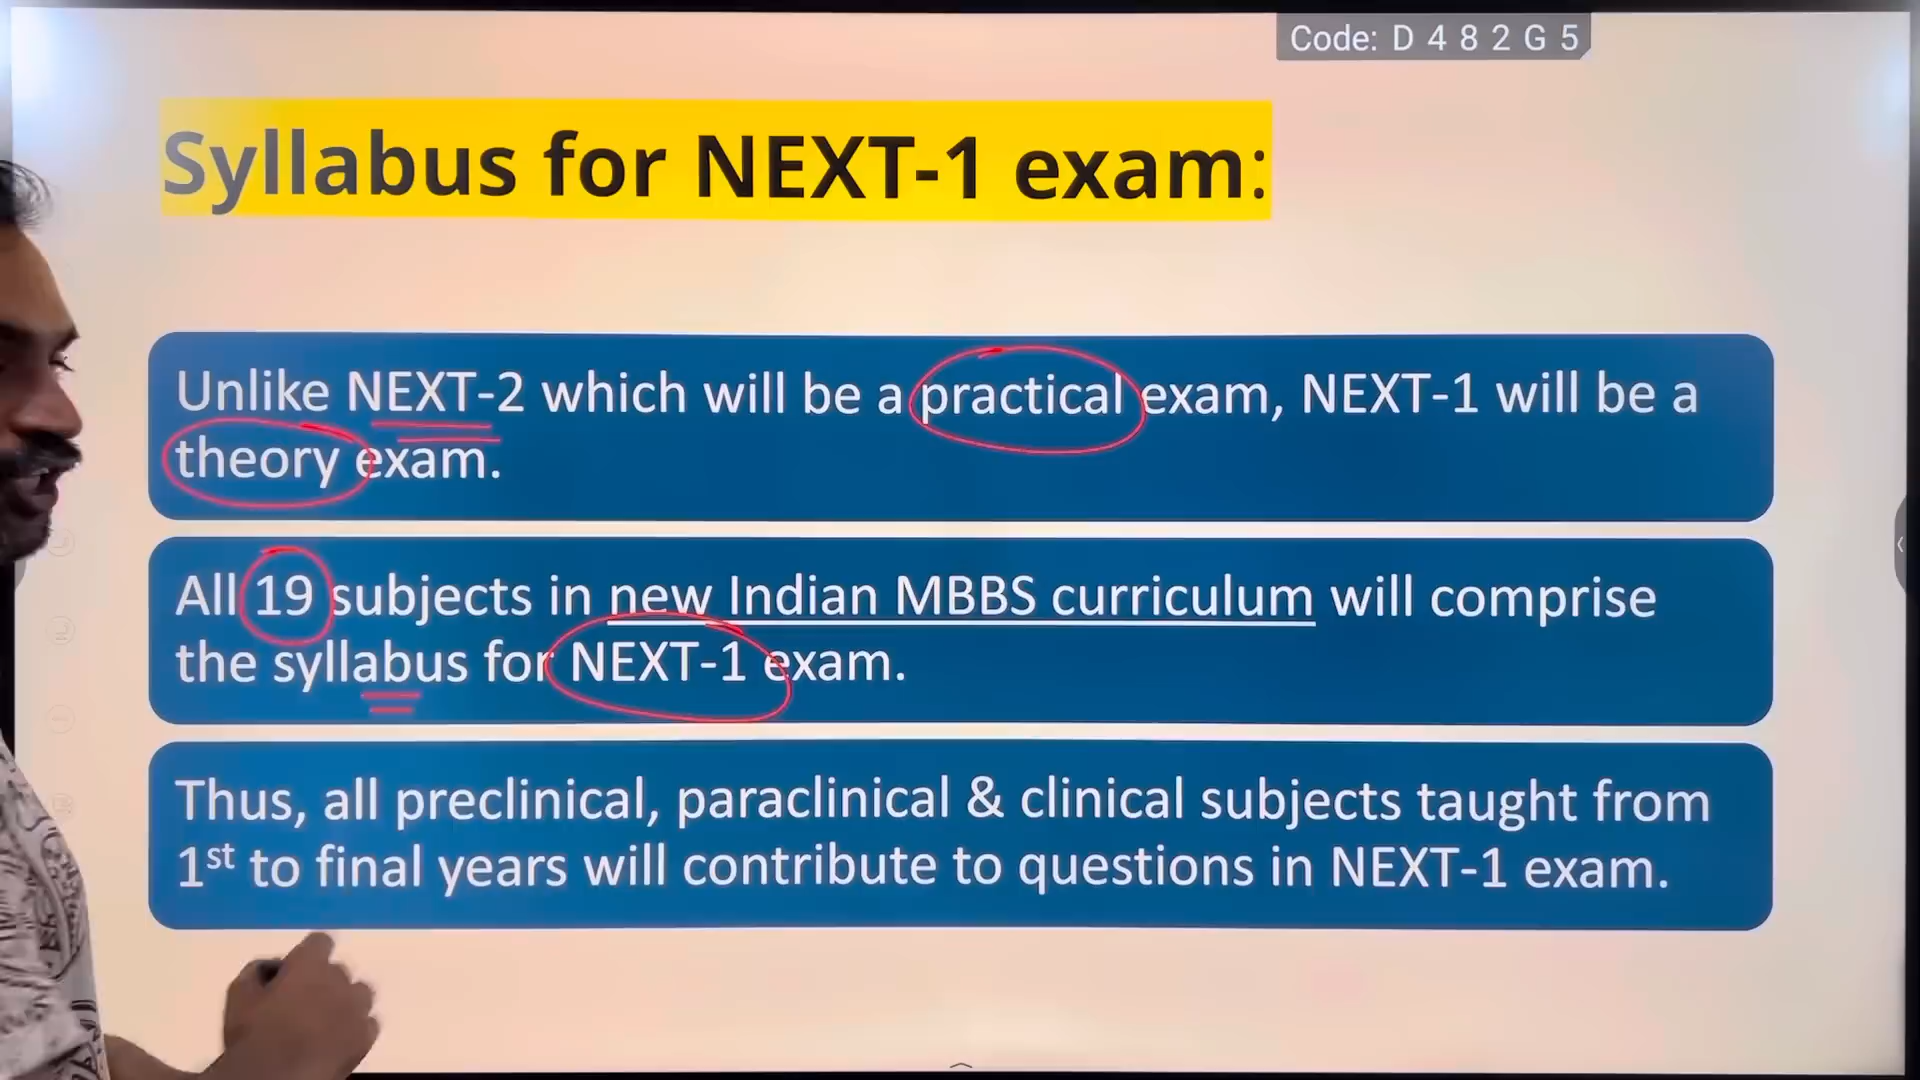 Code: D 4 8 2 G 5
Syllabus for NEXT-1 exam:
Unlike NEXT-2 which will be a practical exam, NEXT-1 will be a
theory exam.
All 19 subjects in new Indian MBBS curriculum will comprise
the syllabus for NEXT-1 exam.
Thus, all preclinical, paraclinical & clinical subjects taught from
1st to final years will contribute to questions in NEXT-1 exam.